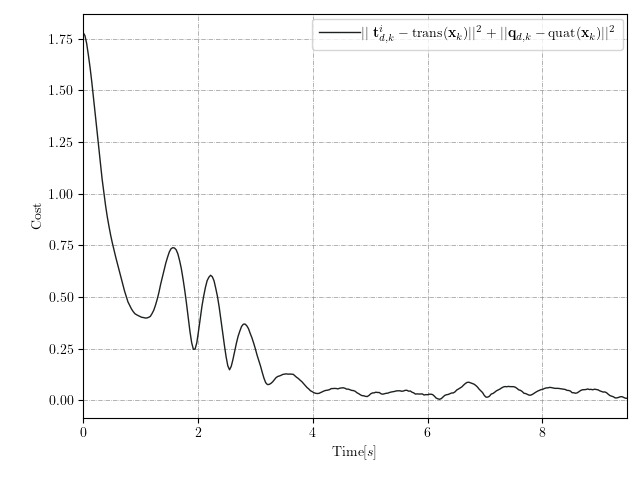 || t^i_{d,k} − trans(x_k)||^2 + ||q_{d,k} − quat(x_k)||^2
1.75
1.50
1.25
1.00
0.75
0.50
0.25
0.00
Cost
0 2 4 6 8
Time[s]